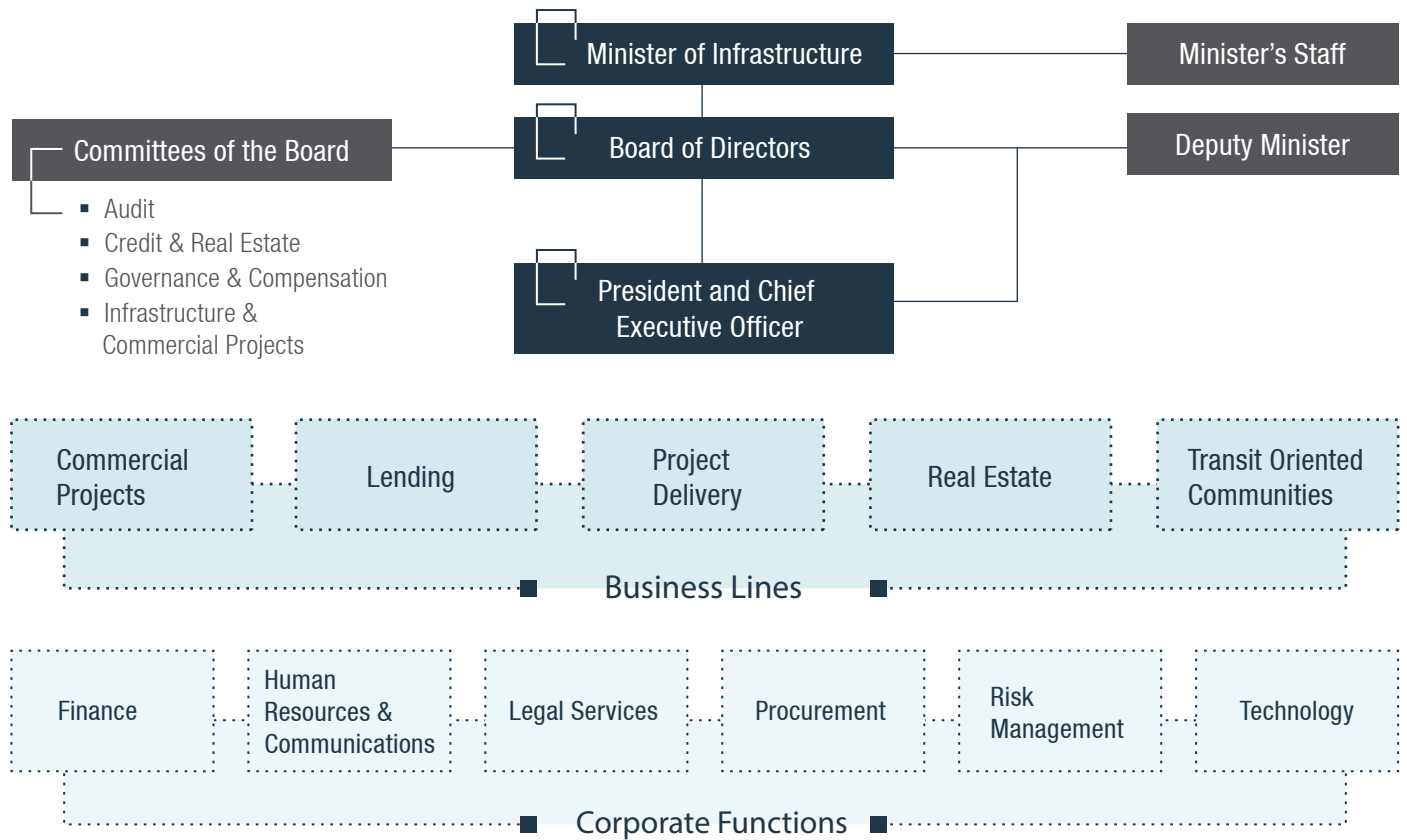 Minister of Infrastructure
Minister’s Staff
Committees of the Board
Board of Directors
Deputy Minister
▪ Audit
▪ Credit & Real Estate
▪ Governance & Compensation
▪ Infrastructure &
Commercial Projects
President and Chief
Executive Officer
Commercial
Projects
Lending
Project
Delivery
Real Estate
Transit Oriented
Communities
Business Lines
Finance
Human
Resources &
Communications
Legal Services
Procurement
Risk
Management
Technology
Corporate Functions